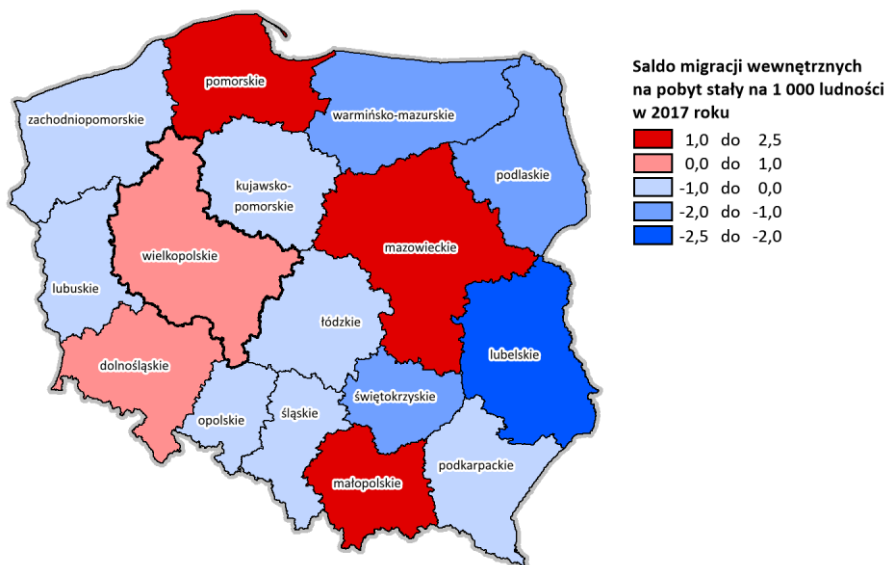 Saldo migracji wewnętrznych
na pobyt stały na 1 000 ludności
w 2017 roku
1,0 do 2,5
0,0 do 1,0
-1,0 do 0,0
-2,0 do -1,0
-2,5 do -2,0
pomorskie
zachodniopomorskie
warmińsko-mazurskie
podlaskie
kujawsko-
pomorskie
mazowieckie
wielkopolskie
lubuskie
łódzkie
lubelskie
dolnośląskie
świętokrzyskie
opolskie
śląskie
podkarpackie
małopolskie